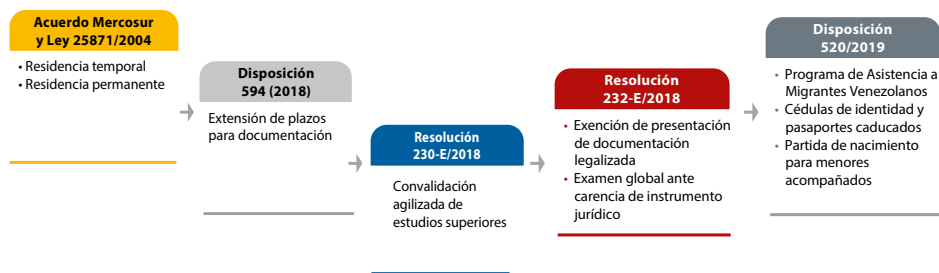 Acuerdo Mercosur
y Ley 25871/2004
• Residencia temporal
• Residencia permanente
Disposición
594 (2018)
Extensión de plazos
para documentación
Resolución
230-E/2018
Convalidación
agilizada de
estudios superiores
Resolución
232-E/2018
• Exención de presentación
de documentación
legalizada
• Examen global ante
carencia de instrumento
jurídico
Disposición
520/2019
• Programa de Asistencia a
Migrantes Venezolanos
• Cédulas de identidad y
pasaportes caducados
• Partida de nacimiento
para menores
acompañados